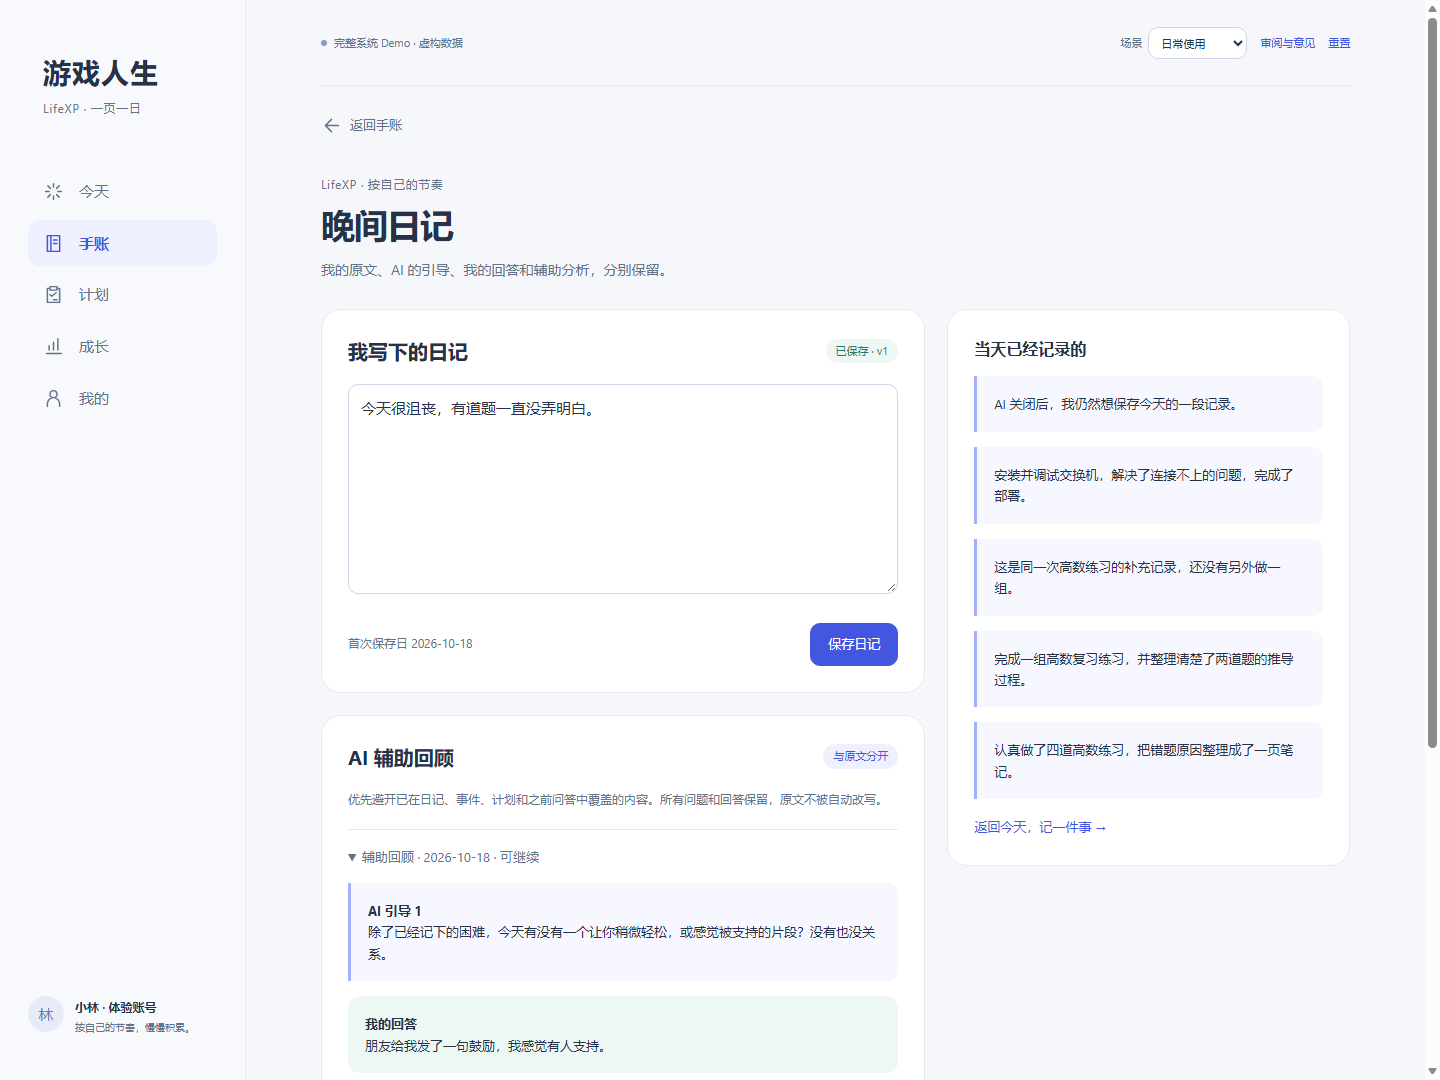 游戏人生
LifeXP · 一页一日
今天
手账
计划
成长
我的
林
小林 · 体验账号
按自己的节奏，慢慢积累。
完整系统 Demo · 虚构数据
场景
日常使用
审阅与意见
重置
返回手账
LifeXP · 按自己的节奏
晚间日记
我的原文、AI 的引导、我的回答和辅助分析，分别保留。
我写下的日记
已保存 · v1
今天很沮丧，有道题一直没弄明白。
首次保存日 2026-10-18
保存日记
AI 辅助回顾
与原文分开
优先避开已在日记、事件、计划和之前问答中覆盖的内容。所有问题和回答保留，原文不被自动改写。
▼ 辅助回顾 · 2026-10-18 · 可继续
AI 引导 1
除了已经记下的困难，今天有没有一个让你稍微轻松，或感觉被支持的片段？没有也没关
系。
我的回答
朋友给我发了一句鼓励，我感觉有人支持。
当天已经记录的
AI 关闭后，我仍然想保存今天的一段记录。
安装并调试交换机，解决了连接不上的问题，完成了
部署。
这是同一次高数练习的补充记录，还没有另外做一
组。
完成一组高数复习练习，并整理清楚了两道题的推导
过程。
认真做了四道高数练习，把错题原因整理成了一页笔
记。
返回今天，记一件事 →